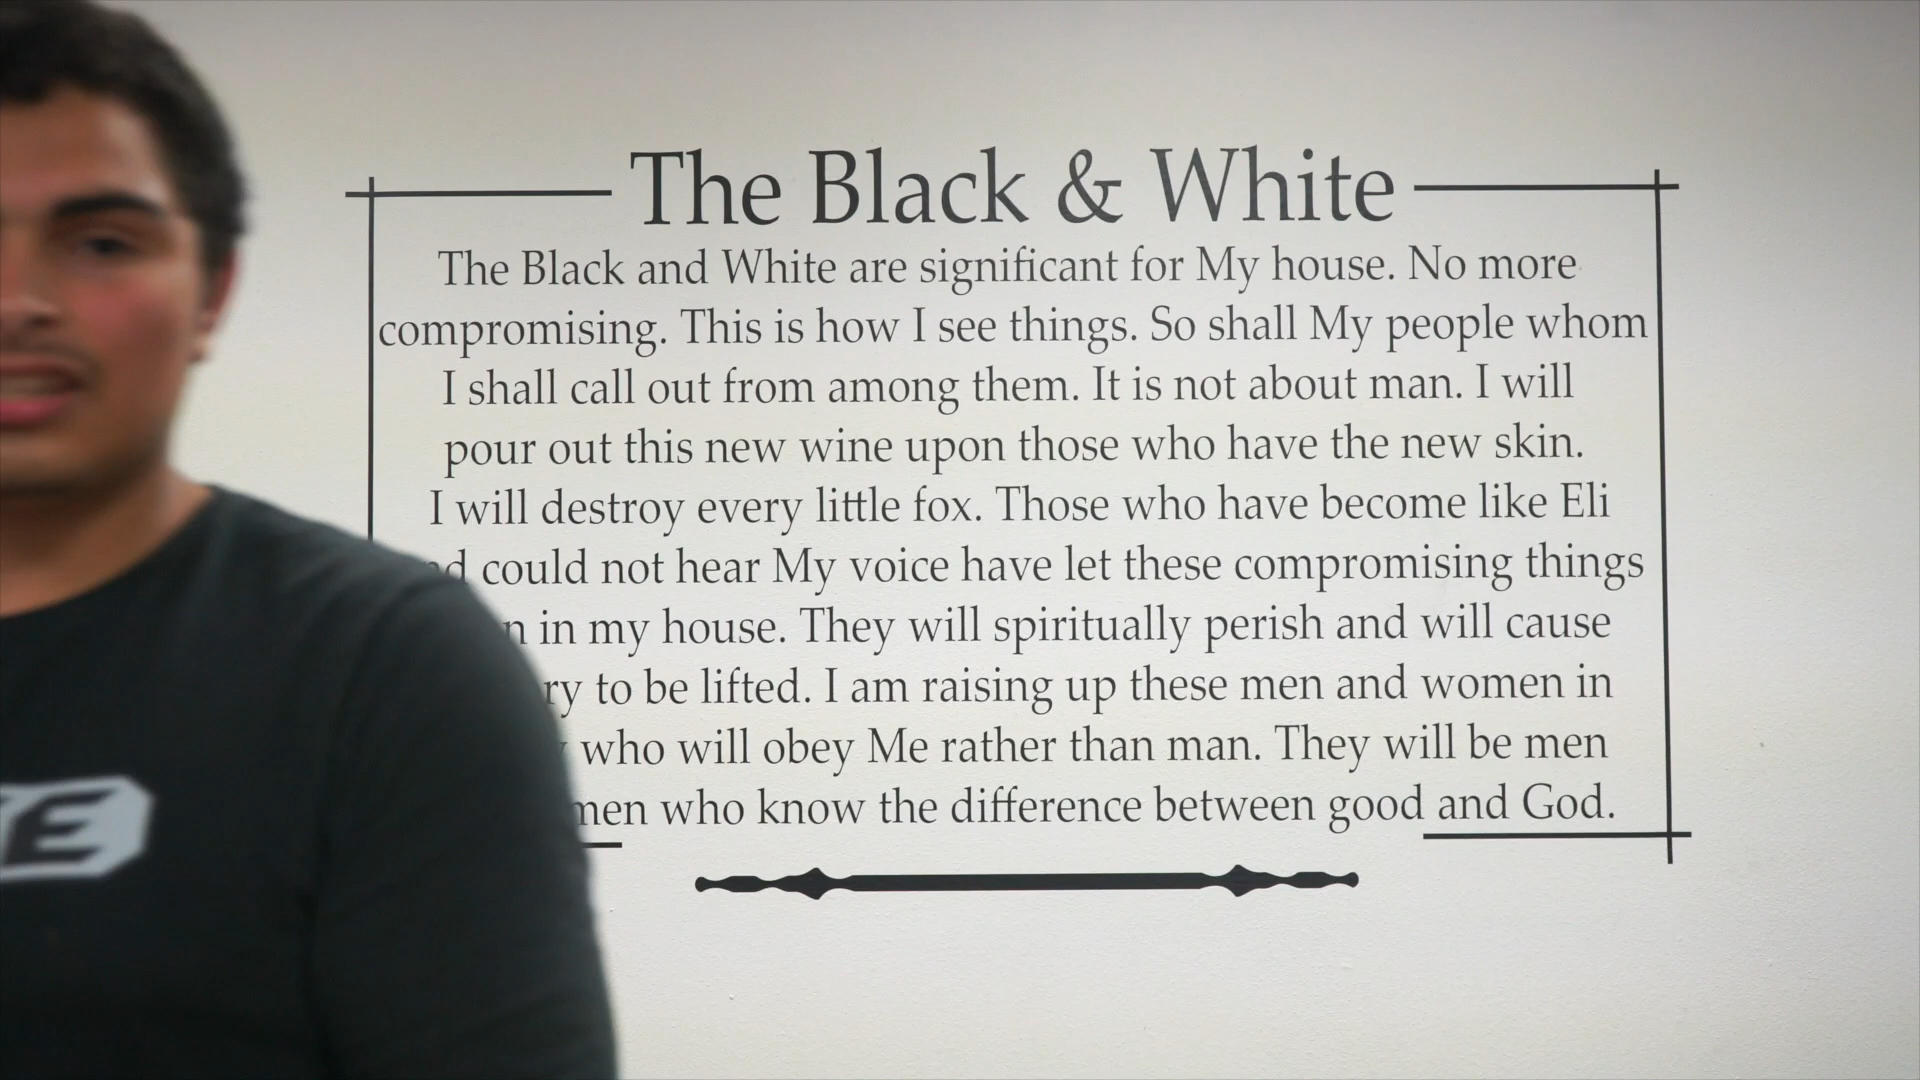 The Black & White
The Black and White are significant for My house. No more
compromising. This is how I see things. So shall My people whom
I shall call out from among them. It is not about man. I will
pour out this new wine upon those who have the new skin.
I will destroy every little fox. Those who have become like Eli
could not hear My voice have let these compromising things
in my house. They will spiritually perish and will cause
to be lifted. I am raising up these men and women in
who will obey Me rather than man. They will be men
who know the difference between good and God.